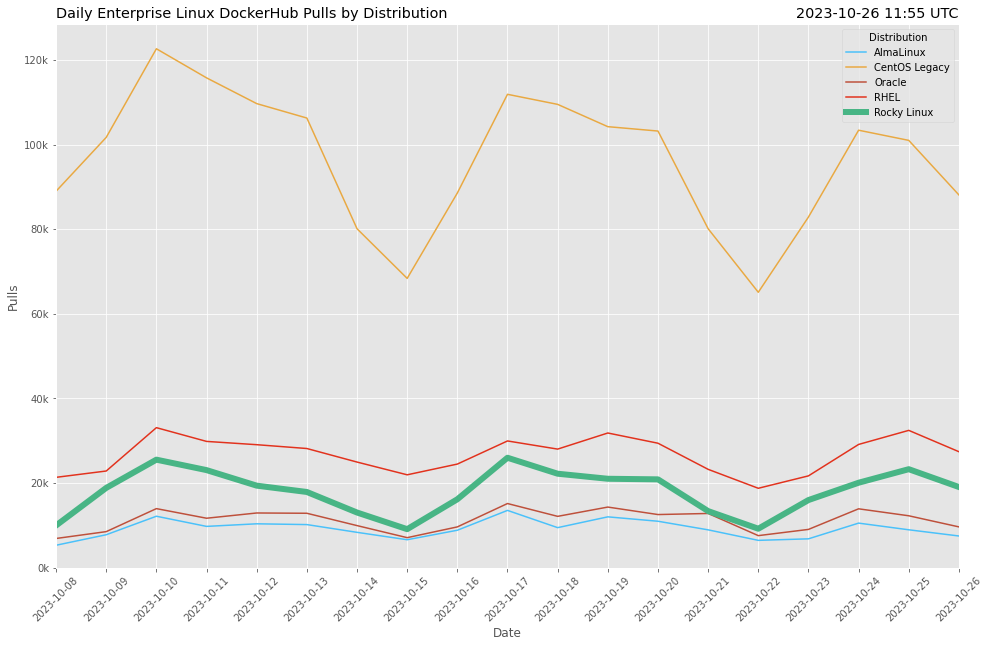 Daily Enterprise Linux DockerHub Pulls by Distribution
2023-10-26 11:55 UTC
Distribution
AlmaLinux
CentOS Legacy
Oracle
RHEL
Rocky Linux
120k
100k
80k
60k
40k
20k
0k
Pulls
2023-10-08
2023-10-09
2023-10-10
2023-10-11
2023-10-12
2023-10-13
2023-10-14
2023-10-15
2023-10-16
2023-10-17
2023-10-18
2023-10-19
2023-10-20
2023-10-21
2023-10-22
2023-10-23
2023-10-24
2023-10-25
2023-10-26
Date